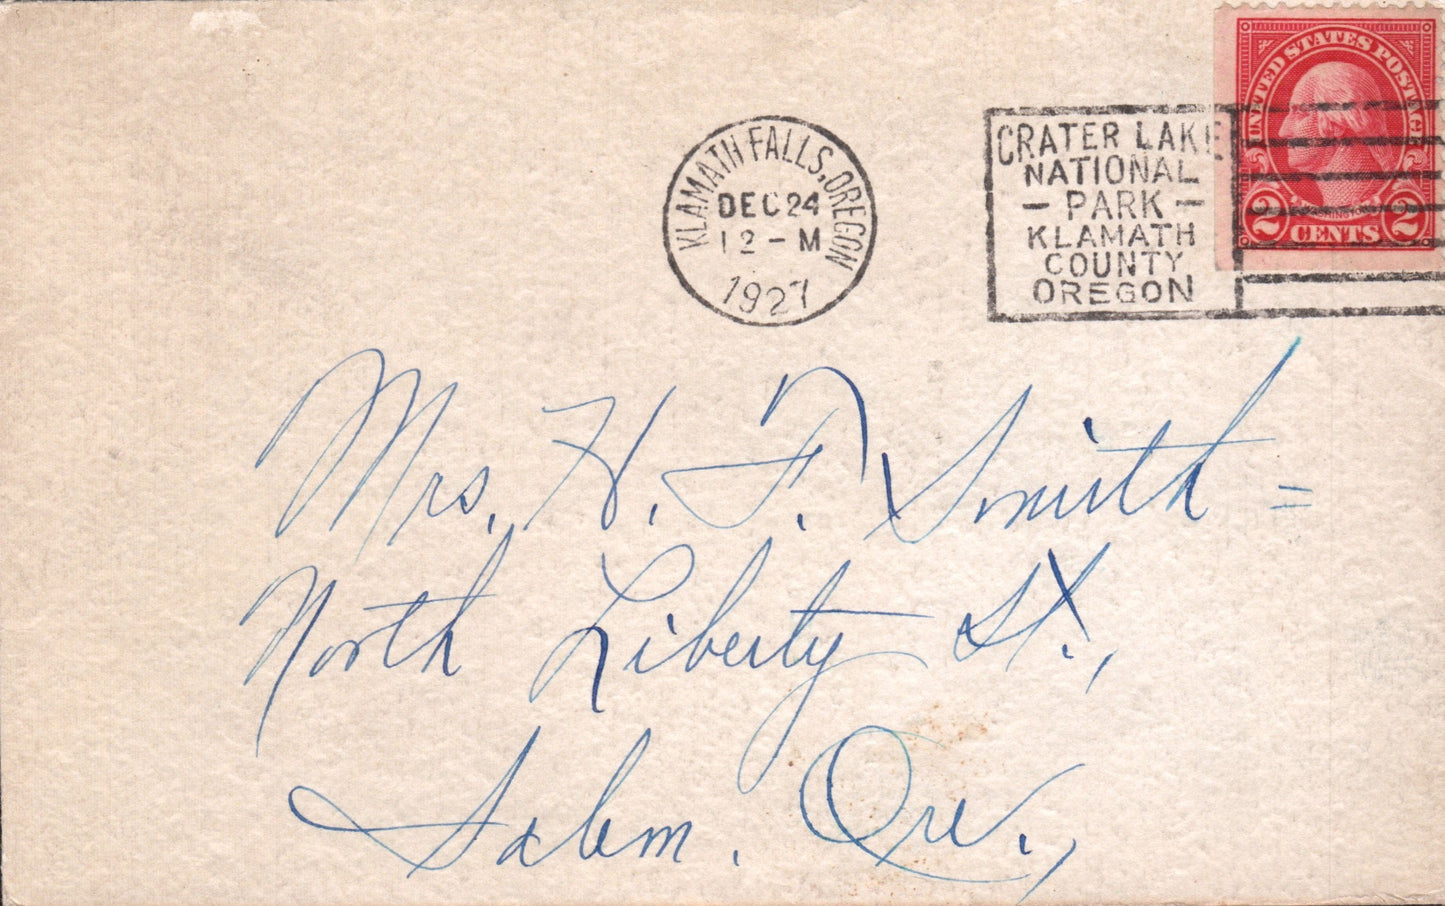 KLAMATH FALLS, OREGON
DEC 24
12-M
1927
CRATER LAKE
NATIONAL
- PARK -
KLAMATH
COUNTY
OREGON
UNITED STATES POSTAGE
2 CENTS 2
Mrs. H. F. Smith =
North Liberty St.,
Salem. Ore.,